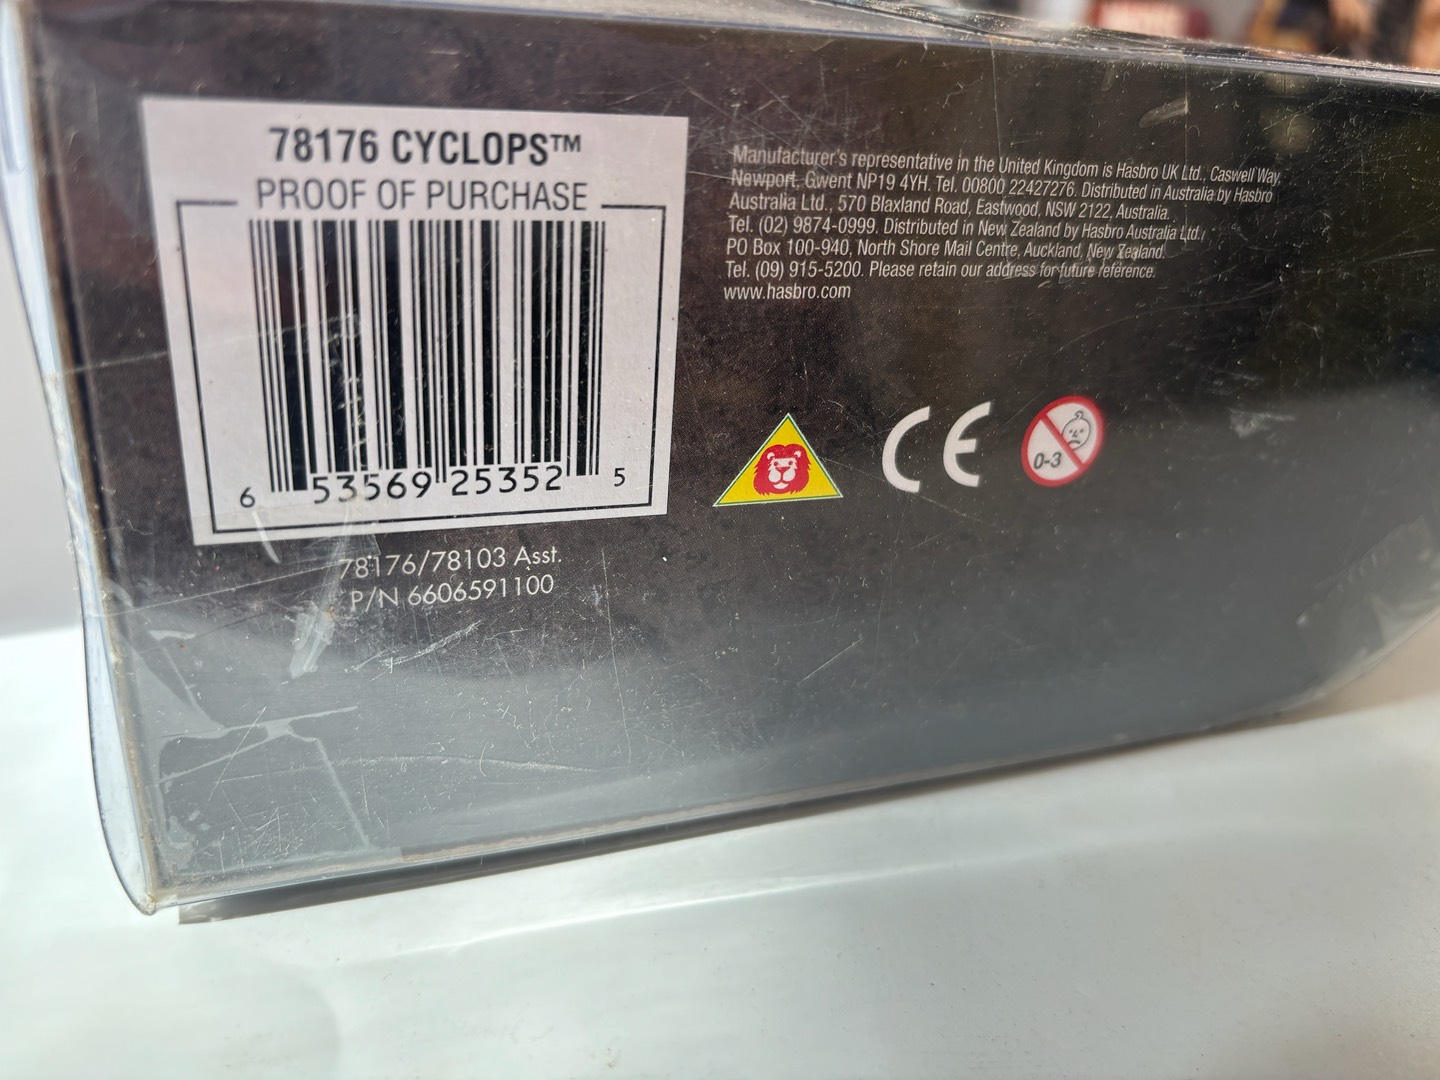 78176 CYCLOPS™
PROOF OF PURCHASE
6 53569 25352 5
78176/78103 Asst.
P/N 6606591100
Manufacturer's representative in the United Kingdom is Hasbro UK Ltd., Caswell Way,
Newport, Gwent NP19 4YH. Tel. 00800 22427276. Distributed in Australia by Hasbro
Australia Ltd., 570 Blaxland Road, Eastwood, NSW 2122, Australia.
Tel. (02) 9874-0999. Distributed in New Zealand by Hasbro Australia Ltd.,
PO Box 100-940, North Shore Mail Centre, Auckland, New Zealand.
Tel. (09) 915-5200. Please retain our address for future reference.
www.hasbro.com
CE
0-3